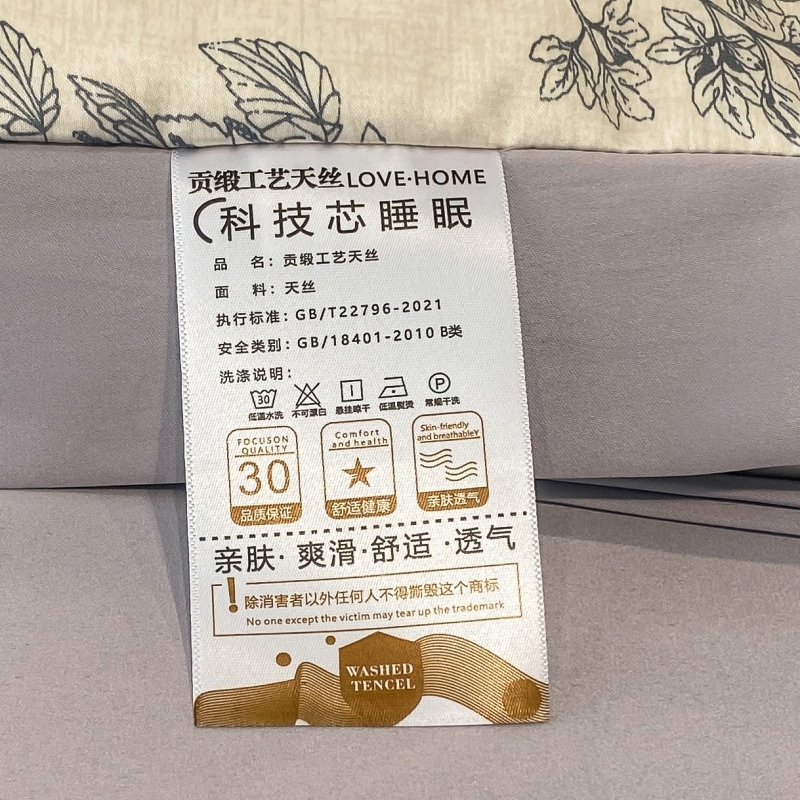 贡缎工艺天丝LOVE·HOME
科技芯睡眠
品 名：贡缎工艺天丝
面 料：天丝
执行标准：GB/T22796-2021
安全类别：GB/18401-2010 B类
洗涤说明：
30 P
低温水洗 不可漂白 悬挂晾干 低温熨烫 常规干洗
FOCUSON QUALITY
30
品质保证
Comfort and health
舒适健康
Skin-friendly and breathableY
亲肤透气
亲肤·爽滑·舒适·透气
! 除消害者以外任何人不得撕毁这个商标
No one except the victim may tear up the trademark
WASHED
TENCEL